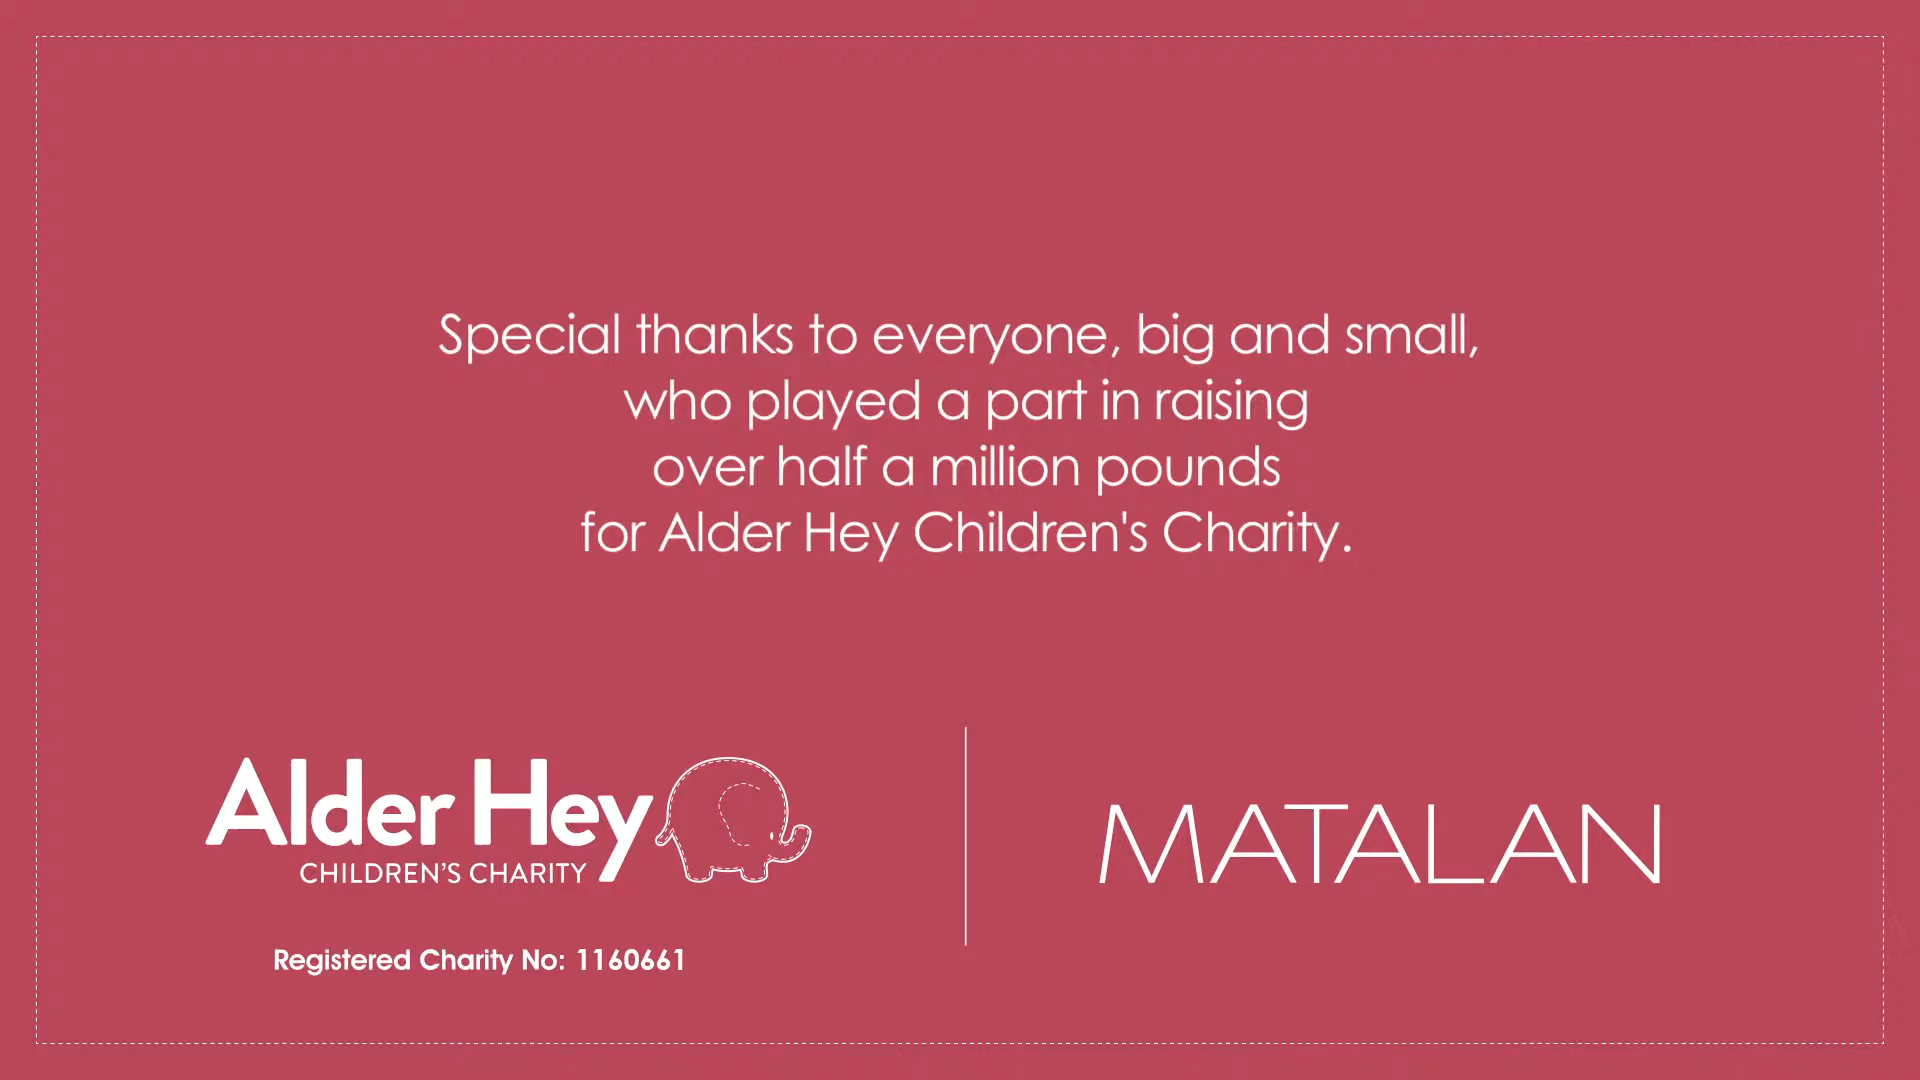 Special thanks to everyone, big and small,
who played a part in raising
over half a million pounds
for Alder Hey Children's Charity.
Alder Hey
CHILDREN’S CHARITY
Registered Charity No: 1160661
MATALAN